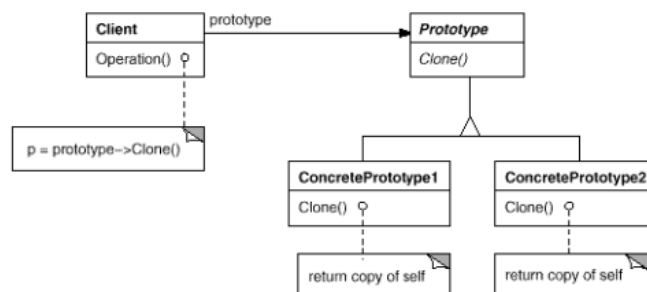 Client
prototype
Prototype
Operation()
Clone()
p = prototype–>Clone()
ConcretePrototype1
ConcretePrototype2
Clone()
Clone()
return copy of self
return copy of self